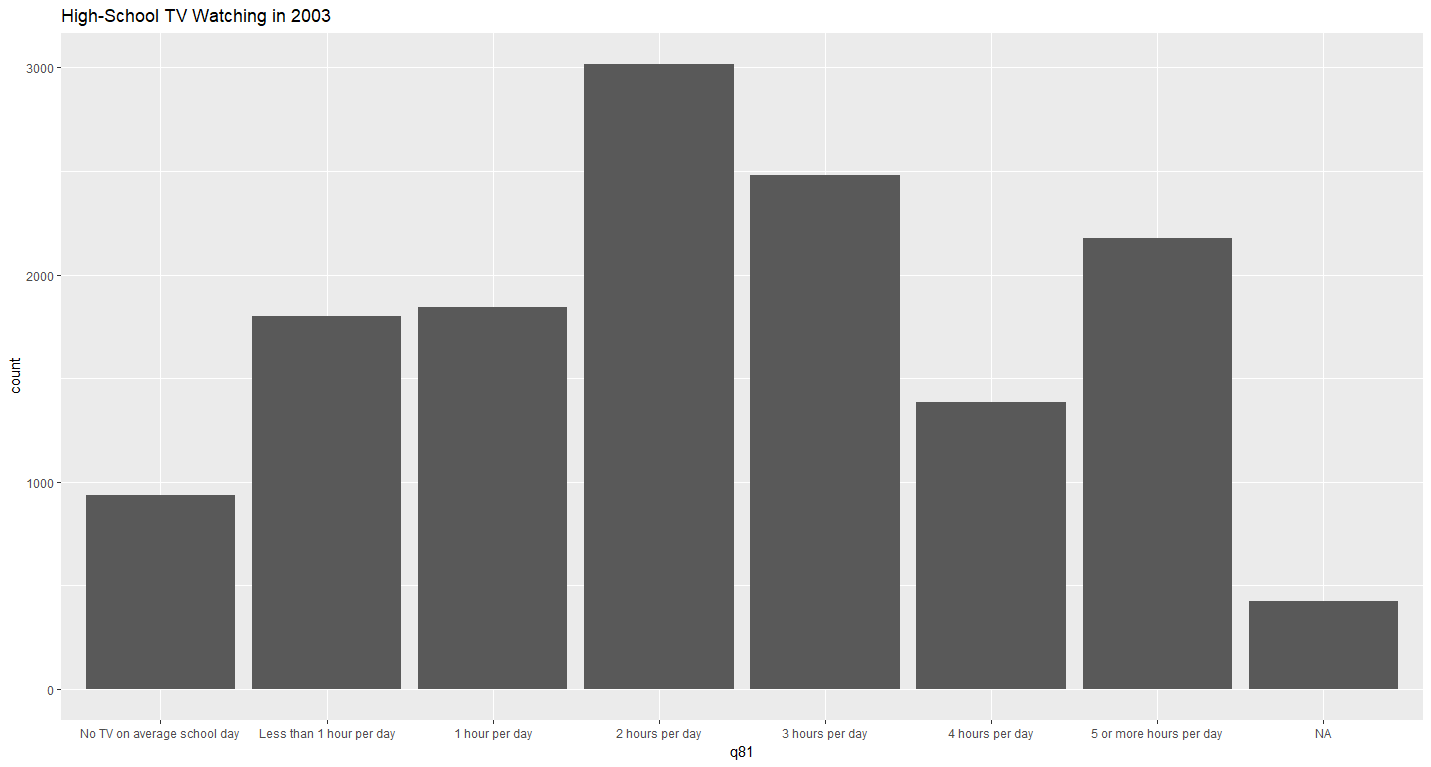 High-School TV Watching in 2003
3000
2000
1000
0
count
No TV on average school day
Less than 1 hour per day
1 hour per day
2 hours per day
3 hours per day
4 hours per day
5 or more hours per day
NA
q81